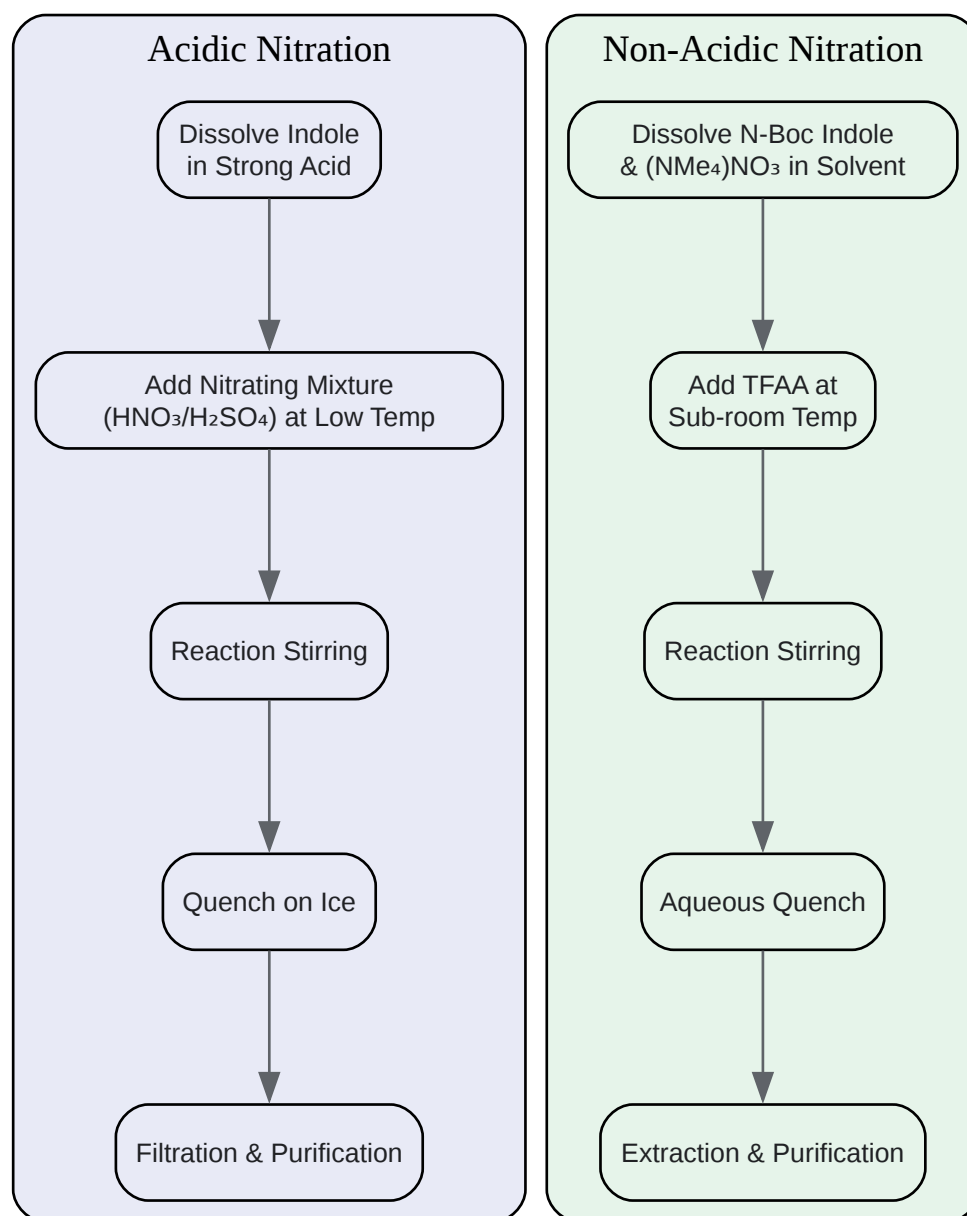 Acidic Nitration
Dissolve Indole
in Strong Acid
Add Nitrating Mixture
(HNO₃/H₂SO₄) at Low Temp
Reaction Stirring
Quench on Ice
Filtration & Purification
Non-Acidic Nitration
Dissolve N-Boc Indole
& (NMe₄)NO₃ in Solvent
Add TFAA at
Sub-room Temp
Reaction Stirring
Aqueous Quench
Extraction & Purification